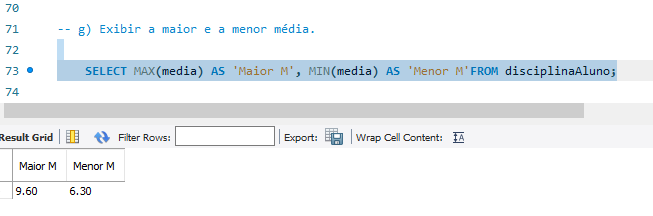 70
71 -- g) Exibir a maior e a menor média.
72
73 SELECT MAX(media) AS 'Maior M', MIN(media) AS 'Menor M'FROM disciplinaAluno;
74
Result Grid Filter Rows: Export: Wrap Cell Content: IA
Maior M Menor M
9.60 6.30